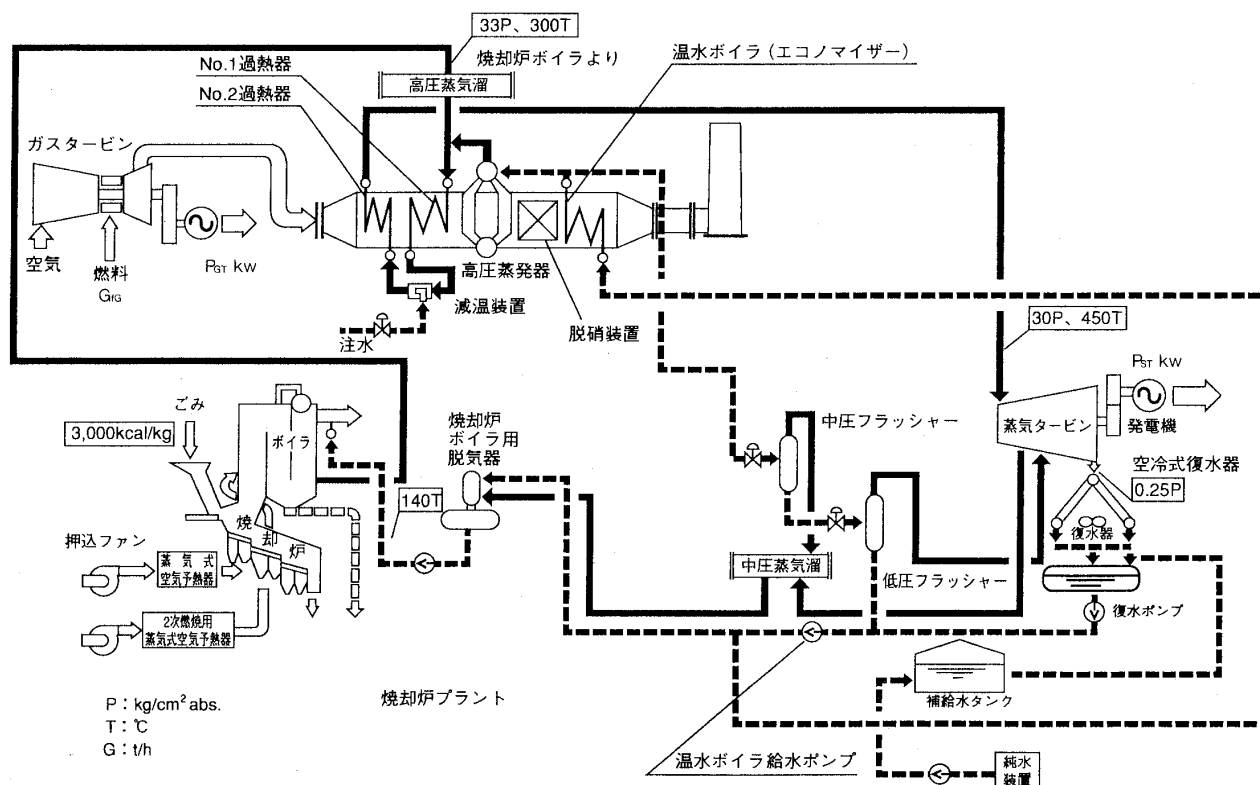 33P、300T
焼却炉ボイラより
高圧蒸気溜
No.1過熱器
No.2過熱器
温水ボイラ(エコノマイザー)
ガスタービン
空気
燃料
GfG
PGT KW
高圧蒸発器
減温装置
脱硝装置
注水
30P、450T
PST KW
発電機
蒸気タービン
空冷式復水器
0.25P
復水器
復水ポンプ
ごみ
3,000kcal/kg
ボイラ
焼却炉
ボイラ用
脱気器
140T
中圧フラッシャー
低圧フラッシャー
中圧蒸気溜
焼
却
炉
押込ファン
蒸気式
空気予熱器
2次燃焼用
蒸気式空気予熱器
補給水タンク
純水
装置
温水ボイラ給水ポンプ
焼却炉プラント
P:kg/cm² abs.
T:℃
G:t/h